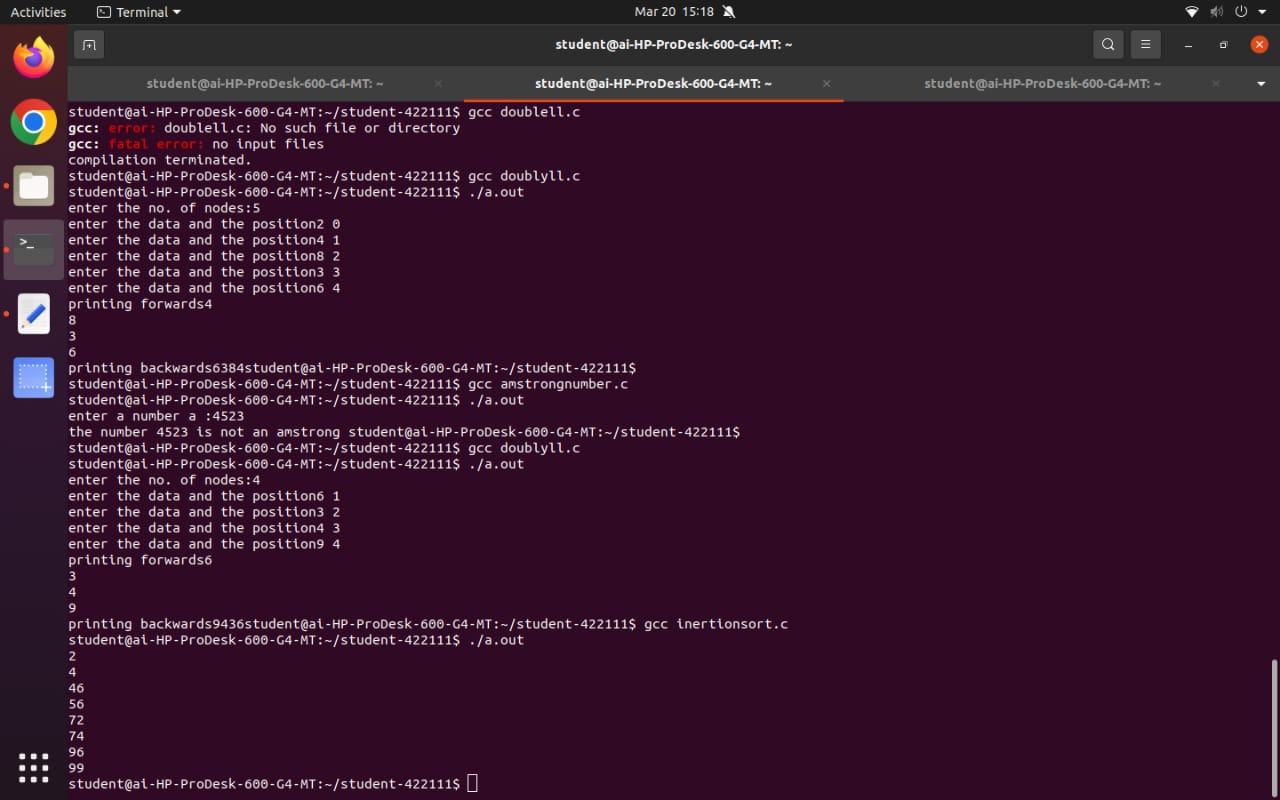 Activities
Terminal
Mar 20 15:18
student@ai-HP-ProDesk-600-G4-MT: ~
student@ai-HP-ProDesk-600-G4-MT: ~
student@ai-HP-ProDesk-600-G4-MT: ~
student@ai-HP-ProDesk-600-G4-MT: ~
student@ai-HP-ProDesk-600-G4-MT:~/student-422111$ gcc doublell.c
gcc: error: doublell.c: No such file or directory
gcc: fatal error: no input files
compilation terminated.
student@ai-HP-ProDesk-600-G4-MT:~/student-422111$ gcc doublyll.c
student@ai-HP-ProDesk-600-G4-MT:~/student-422111$ ./a.out
enter the no. of nodes:5
enter the data and the position2 0
enter the data and the position4 1
enter the data and the position8 2
enter the data and the position3 3
enter the data and the position6 4
printing forwards4
8
3
6
printing backwards6384student@ai-HP-ProDesk-600-G4-MT:~/student-422111$
student@ai-HP-ProDesk-600-G4-MT:~/student-422111$ gcc amstrongnumber.c
student@ai-HP-ProDesk-600-G4-MT:~/student-422111$ ./a.out
enter a number a :4523
the number 4523 is not an amstrong student@ai-HP-ProDesk-600-G4-MT:~/student-422111$
student@ai-HP-ProDesk-600-G4-MT:~/student-422111$ gcc doublyll.c
student@ai-HP-ProDesk-600-G4-MT:~/student-422111$ ./a.out
enter the no. of nodes:4
enter the data and the position6 1
enter the data and the position3 2
enter the data and the position4 3
enter the data and the position9 4
printing forwards6
3
4
9
printing backwards9436student@ai-HP-ProDesk-600-G4-MT:~/student-422111$ gcc inertionsort.c
student@ai-HP-ProDesk-600-G4-MT:~/student-422111$ ./a.out
2
4
46
56
72
74
96
99
student@ai-HP-ProDesk-600-G4-MT:~/student-422111$